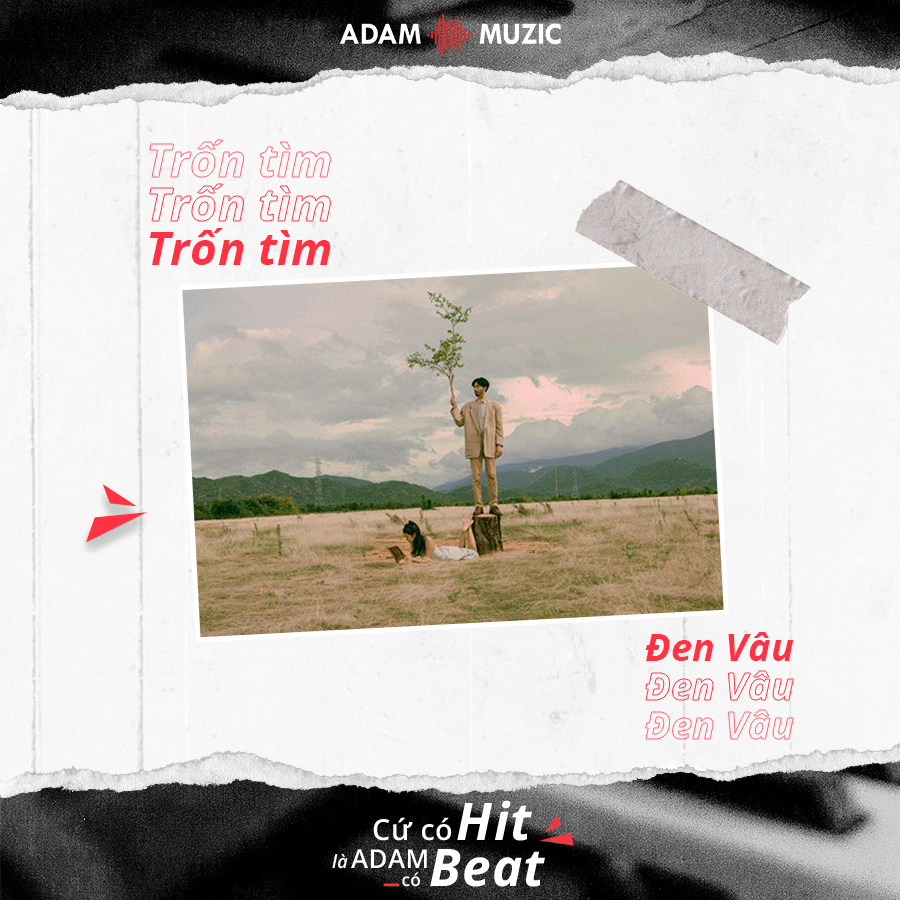 ADAM MUZIC
Trốn tìm
Trốn tìm
Trốn tìm
Đen Vâu
Đen Vâu
Đen Vâu
Cứ có Hit
là ADAM
có Beat